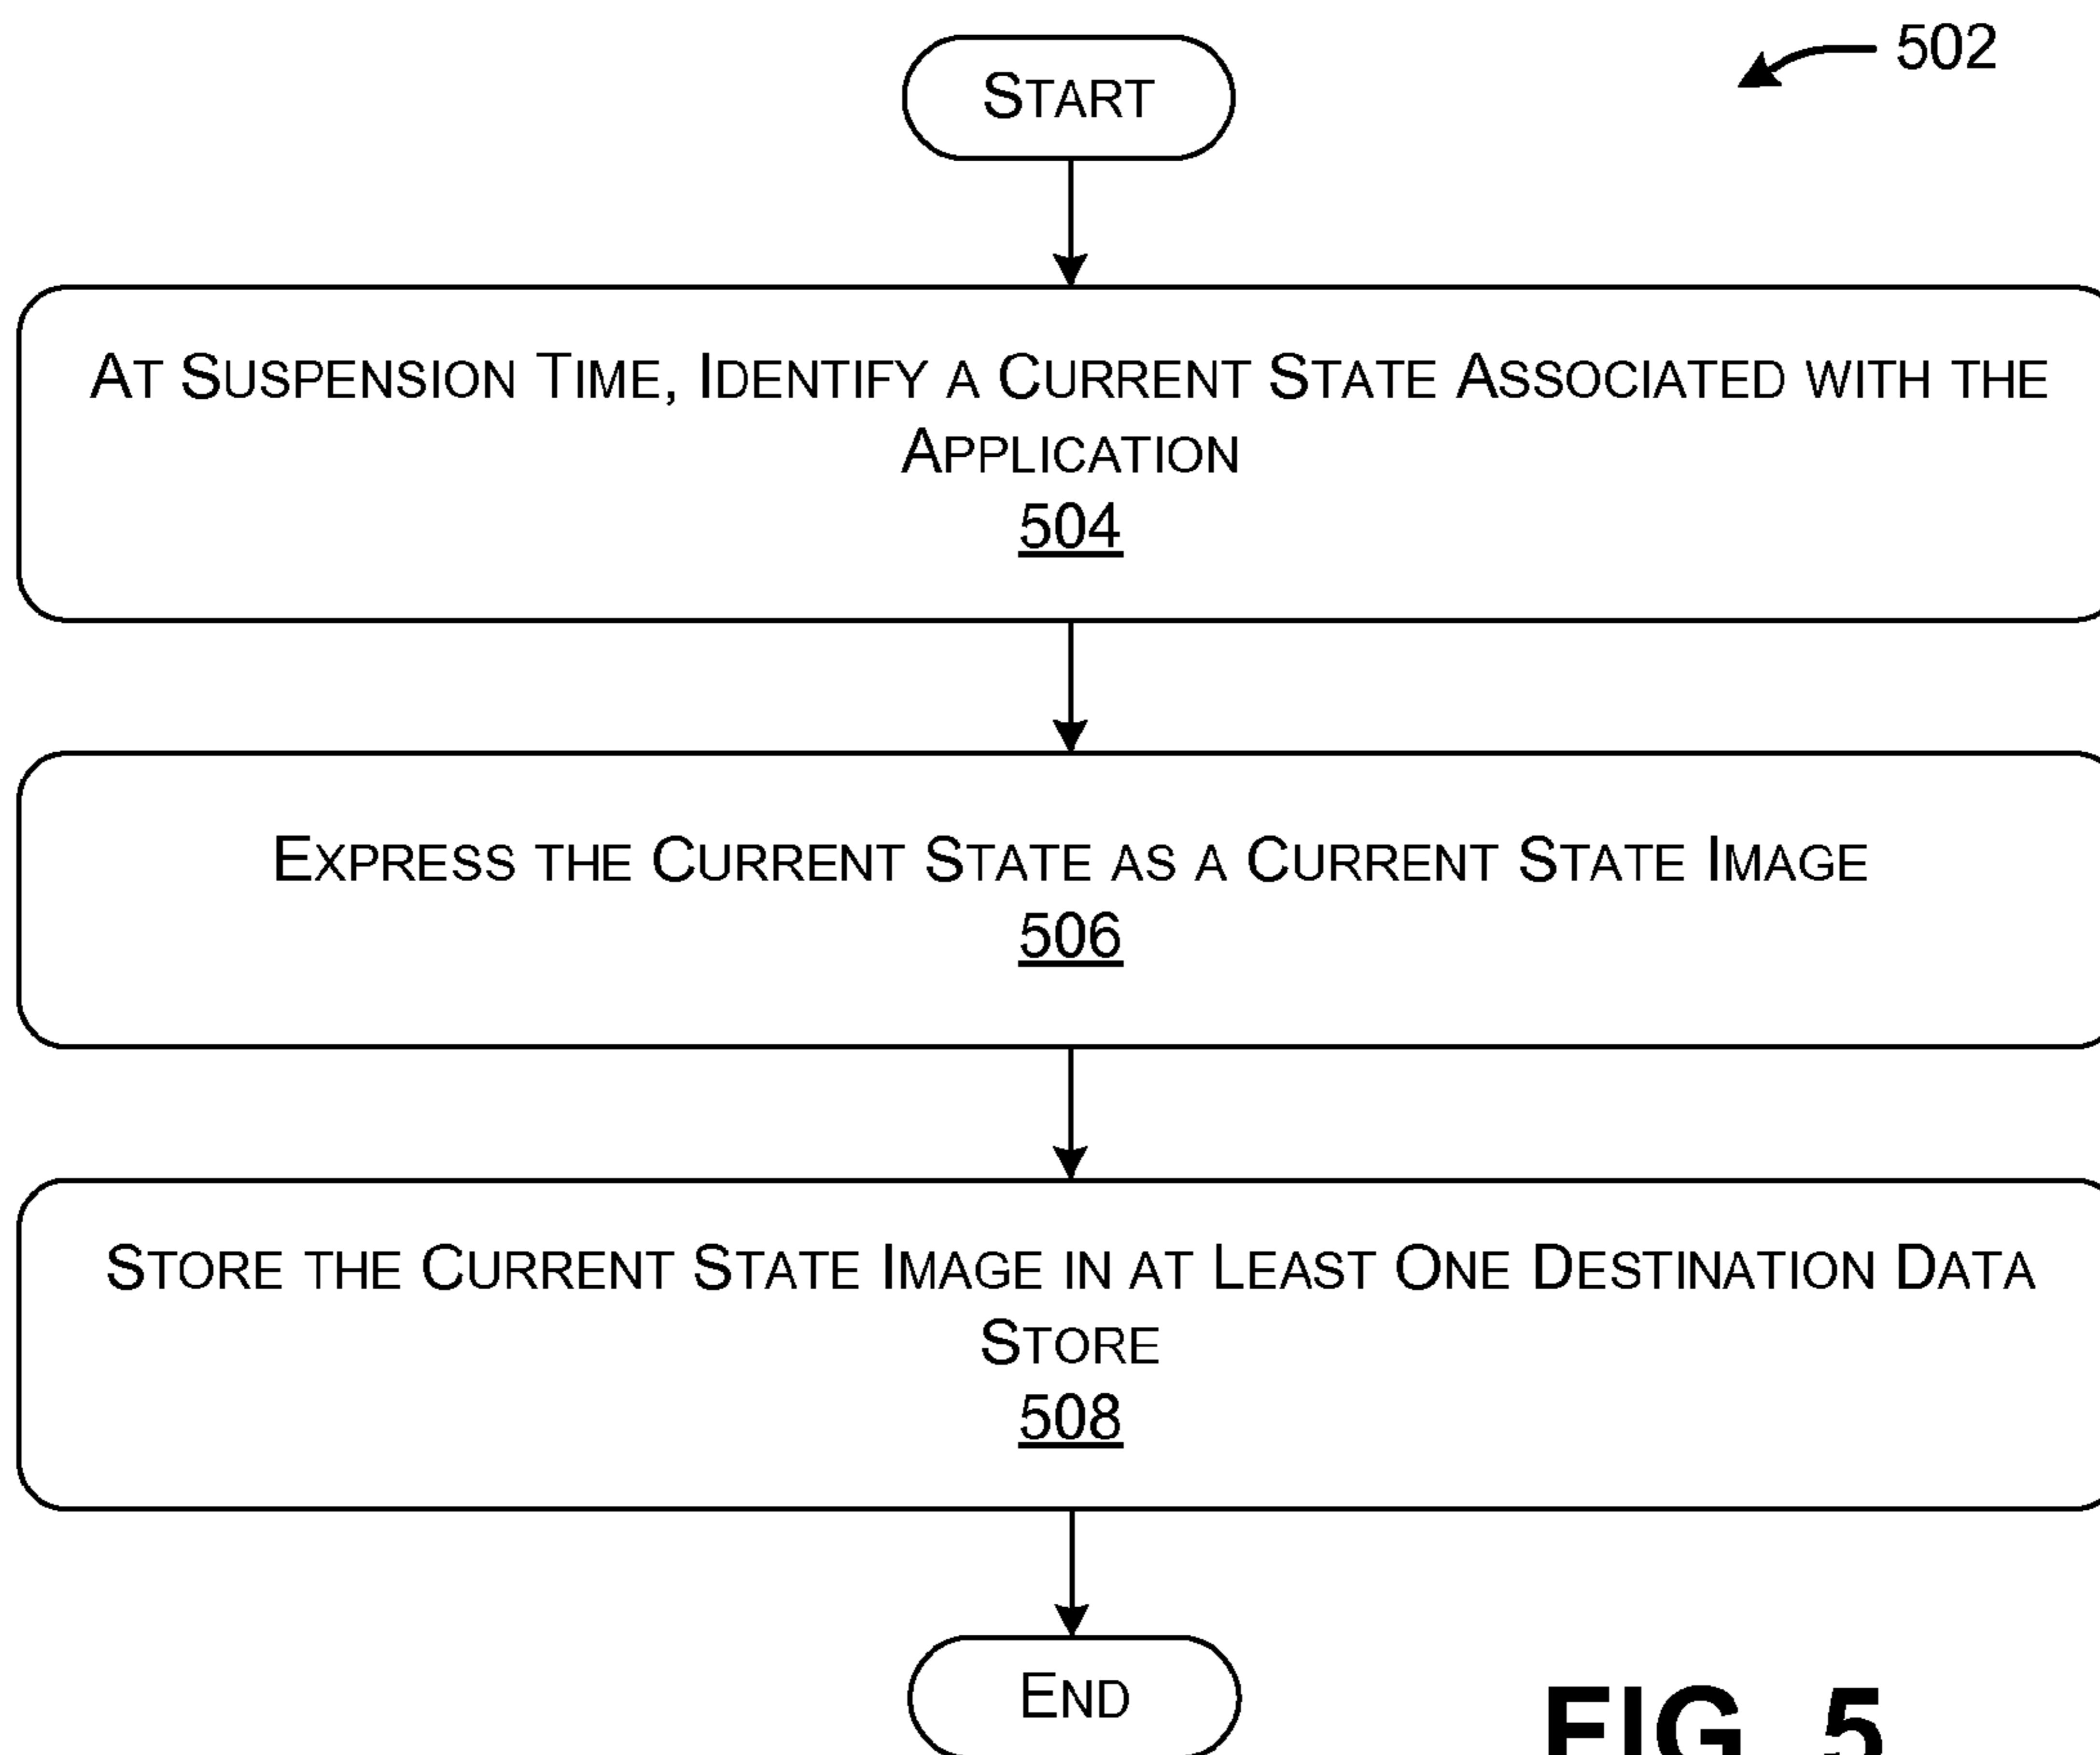 502
START
AT SUSPENSION TIME, IDENTIFY A CURRENT STATE ASSOCIATED WITH THE
APPLICATION
504
EXPRESS THE CURRENT STATE AS A CURRENT STATE IMAGE
506
STORE THE CURRENT STATE IMAGE IN AT LEAST ONE DESTINATION DATA
STORE
508
END
FIG 5